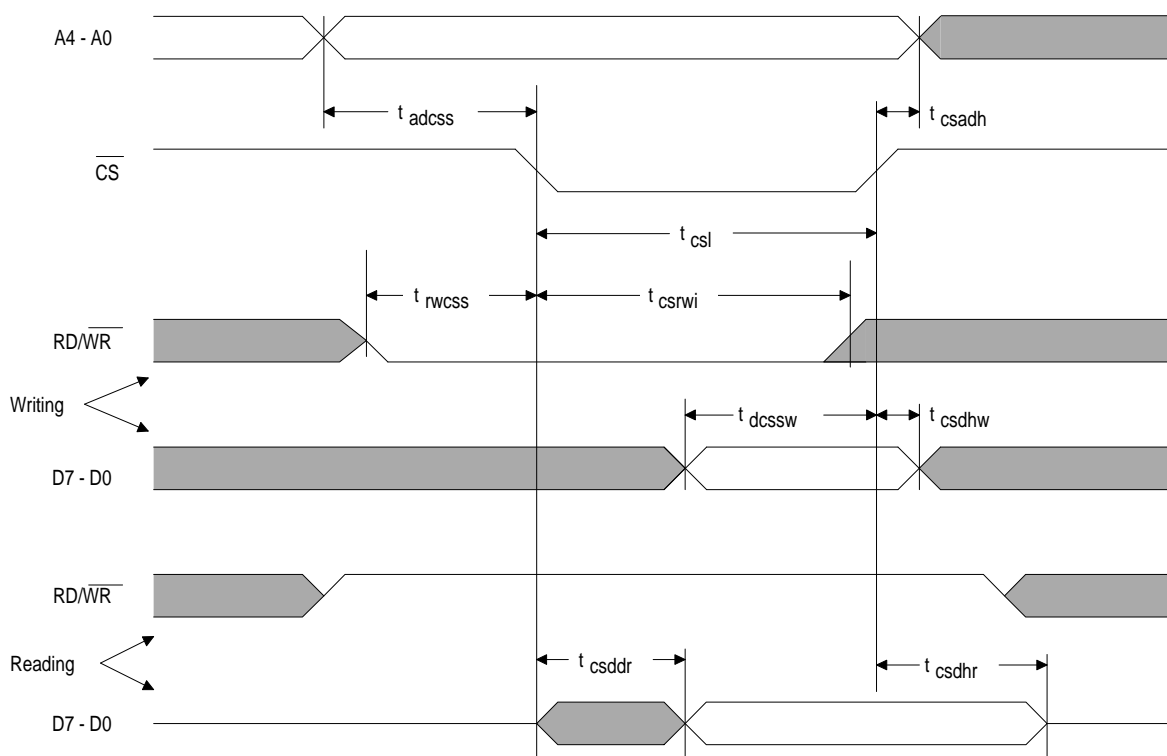 A4 - A0
t adcss
t csadh
CS
t csl
t rwcss
t csrwi
RD/WR
Writing
t dcssw
t csdhw
D7 - D0
RD/WR
Reading
t csddr
t csdhr
D7 - D0